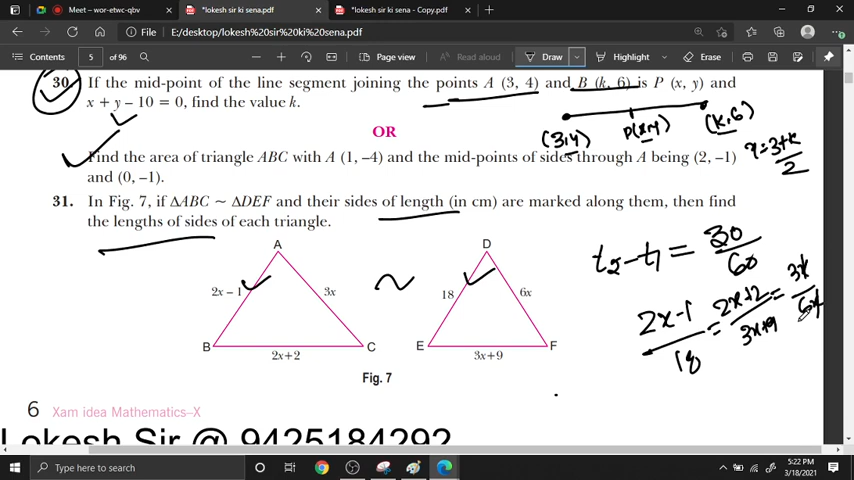 Meet – wor-etwc-qbv
*lokesh sir ki sena.pdf
*lokesh sir ki sena - Copy.pdf
File
E:/desktop/lokesh%20sir%20ki%20sena.pdf
Contents
5
of 96
Page view
Read aloud
Draw
Highlight
Erase
30. If the mid-point of the line segment joining the points A (3, 4) and B (k, 6) is P (x, y) and
x + y – 10 = 0, find the value k.
(3,4)
P(x,y)
(k,6)
x = 3+k/2
OR
Find the area of triangle ABC with A (1, –4) and the mid-points of sides through A being (2, –1)
and (0, –1).
31. In Fig. 7, if ΔABC ~ ΔDEF and their sides of length (in cm) are marked along them, then find
the lengths of sides of each triangle.
A
2x – 1
3x
B
2x+2
C
~
D
18
6x
E
3x+9
F
Fig. 7
t₂-t₁ = 30/60
2x-1/18 = 2x+2/3x+9 = 3x/6x
6 Xam idea Mathematics–X
Lokesh Sir @ 9425184292
Type here to search
5:22 PM
3/18/2021